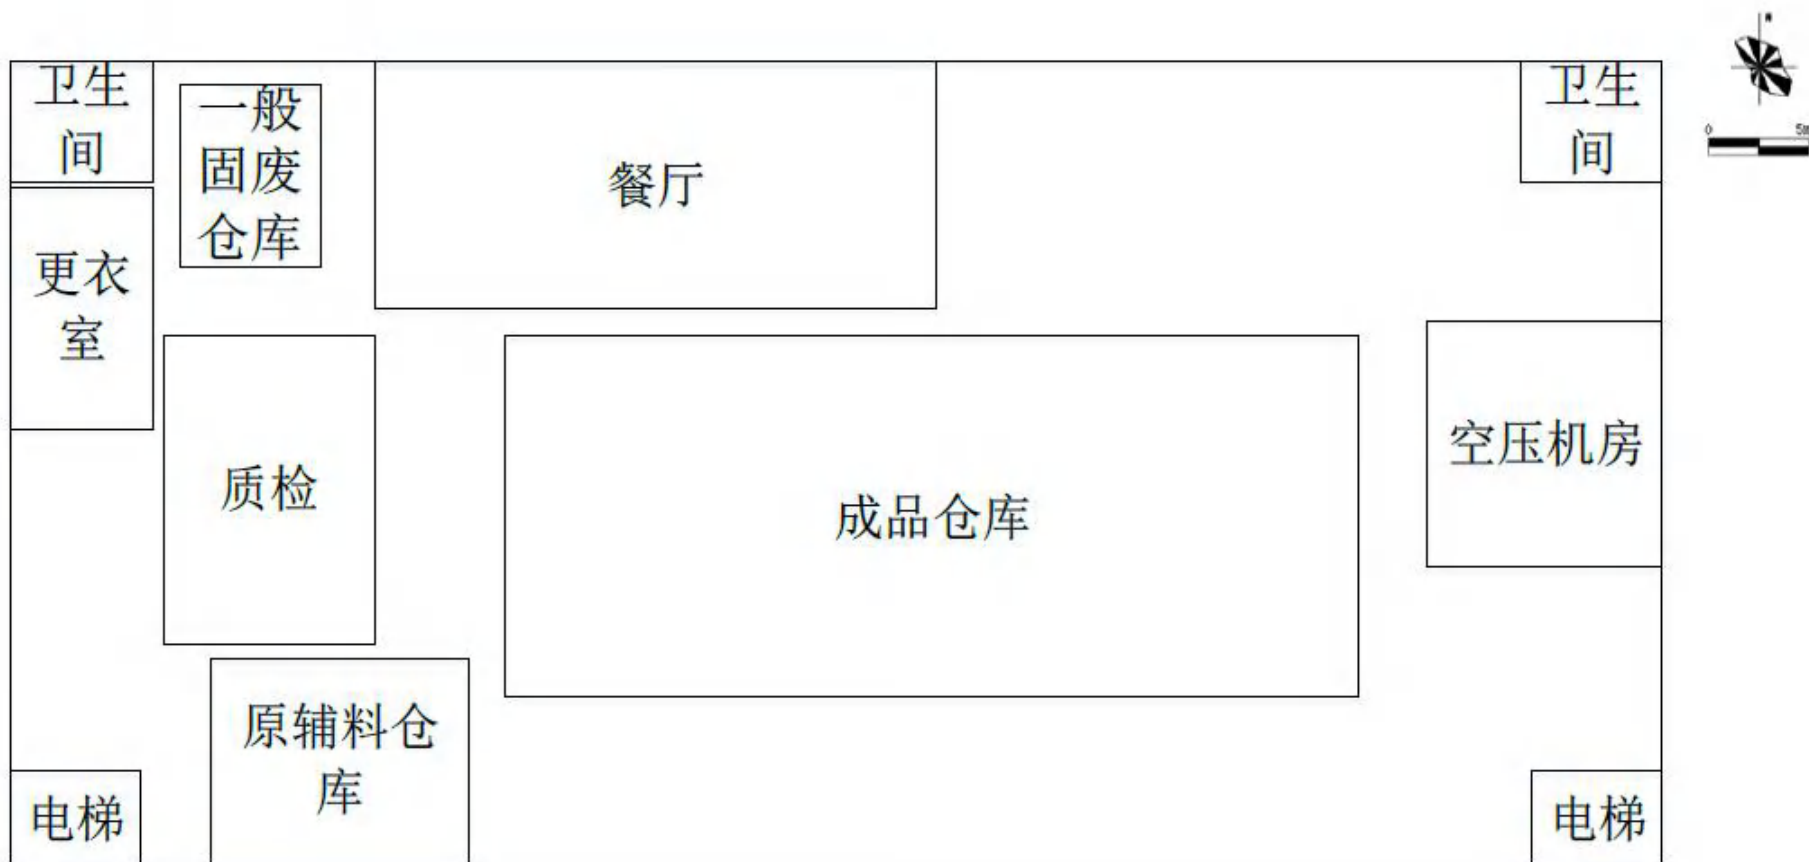 卫生
间
一般
固废
仓库
餐厅
卫生
间
N
0
更衣
室
质检
成品仓库
空压机房
原辅料仓
库
电梯
电梯